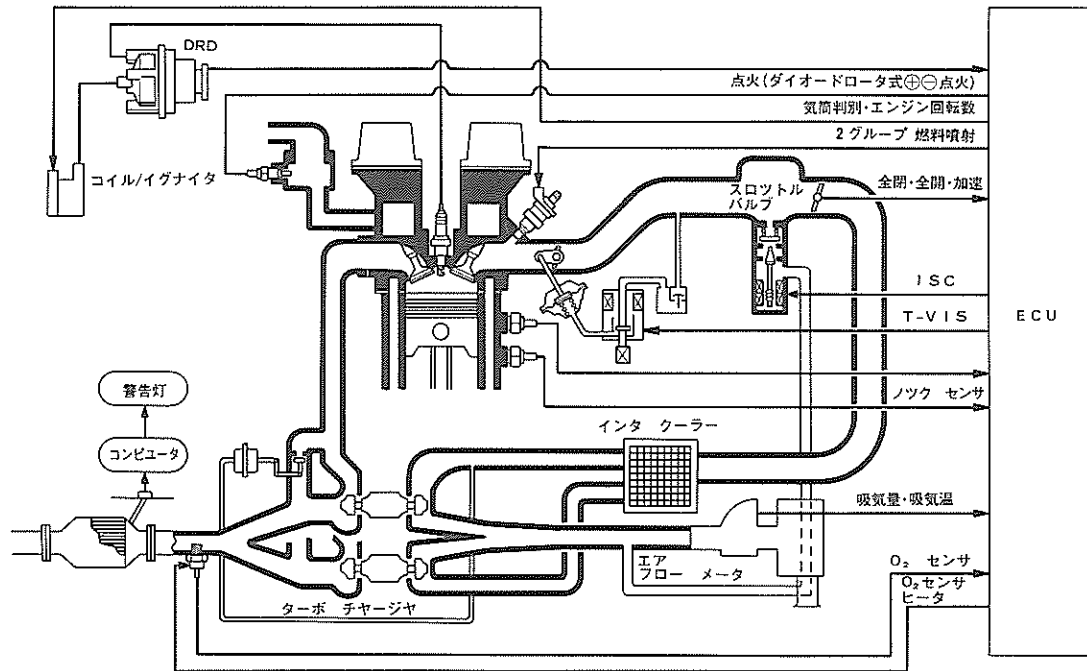 DRD
点火(ダイオードロータ式⊕⊖点火)
気筒判別・エンジン回転数
2グループ 燃料噴射
コイル/イグナイタ
スロツトル
バルブ
全閉・全開・加速
ISC
T-VIS
ECU
ノツク センサ
警告灯
コンピユータ
インタ クーラー
吸気量・吸気温
エア
フロー メータ
O₂ センサ
O₂センサ
ヒータ
ターボ チヤージヤ